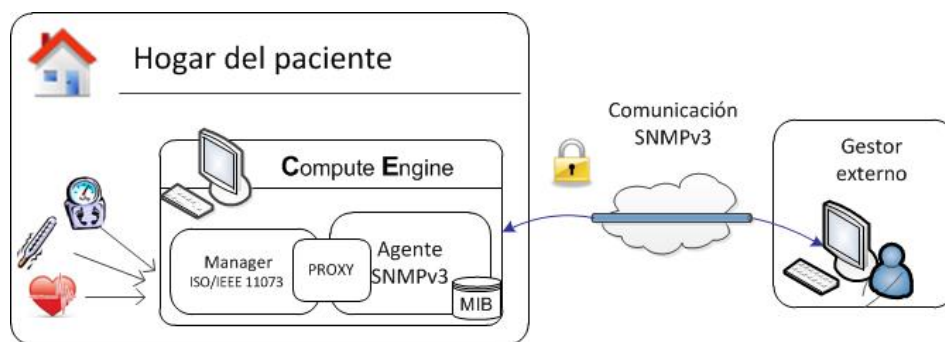 Hogar del paciente
Compute Engine
Manager
ISO/IEEE 11073
PROXY
Agente
SNMPv3
MIB
Comunicación
SNMPv3
Gestor
externo